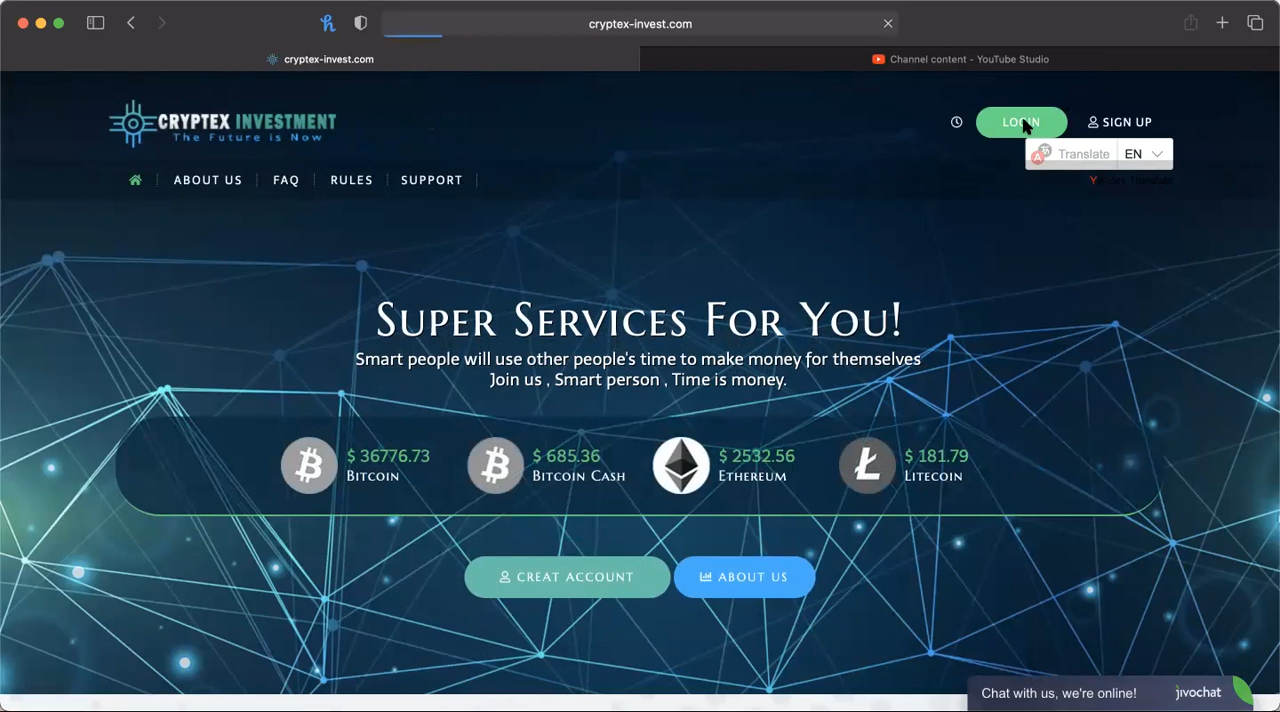 cryptex-invest.com
cryptex-invest.com
Channel content - YouTube Studio
CRYPTEX INVESTMENT
The Future is Now
LOGIN
SIGN UP
Translate
EN
ABOUT US
FAQ
RULES
SUPPORT
SUPER SERVICES FOR YOU!
Smart people will use other people's time to make money for themselves
Join us , Smart person , Time is money.
$ 36776.73
BITCOIN
$ 685.36
BITCOIN CASH
$ 2532.56
ETHEREUM
$ 181.79
LITECOIN
CREAT ACCOUNT
ABOUT US
Chat with us, we're online!
jivochat